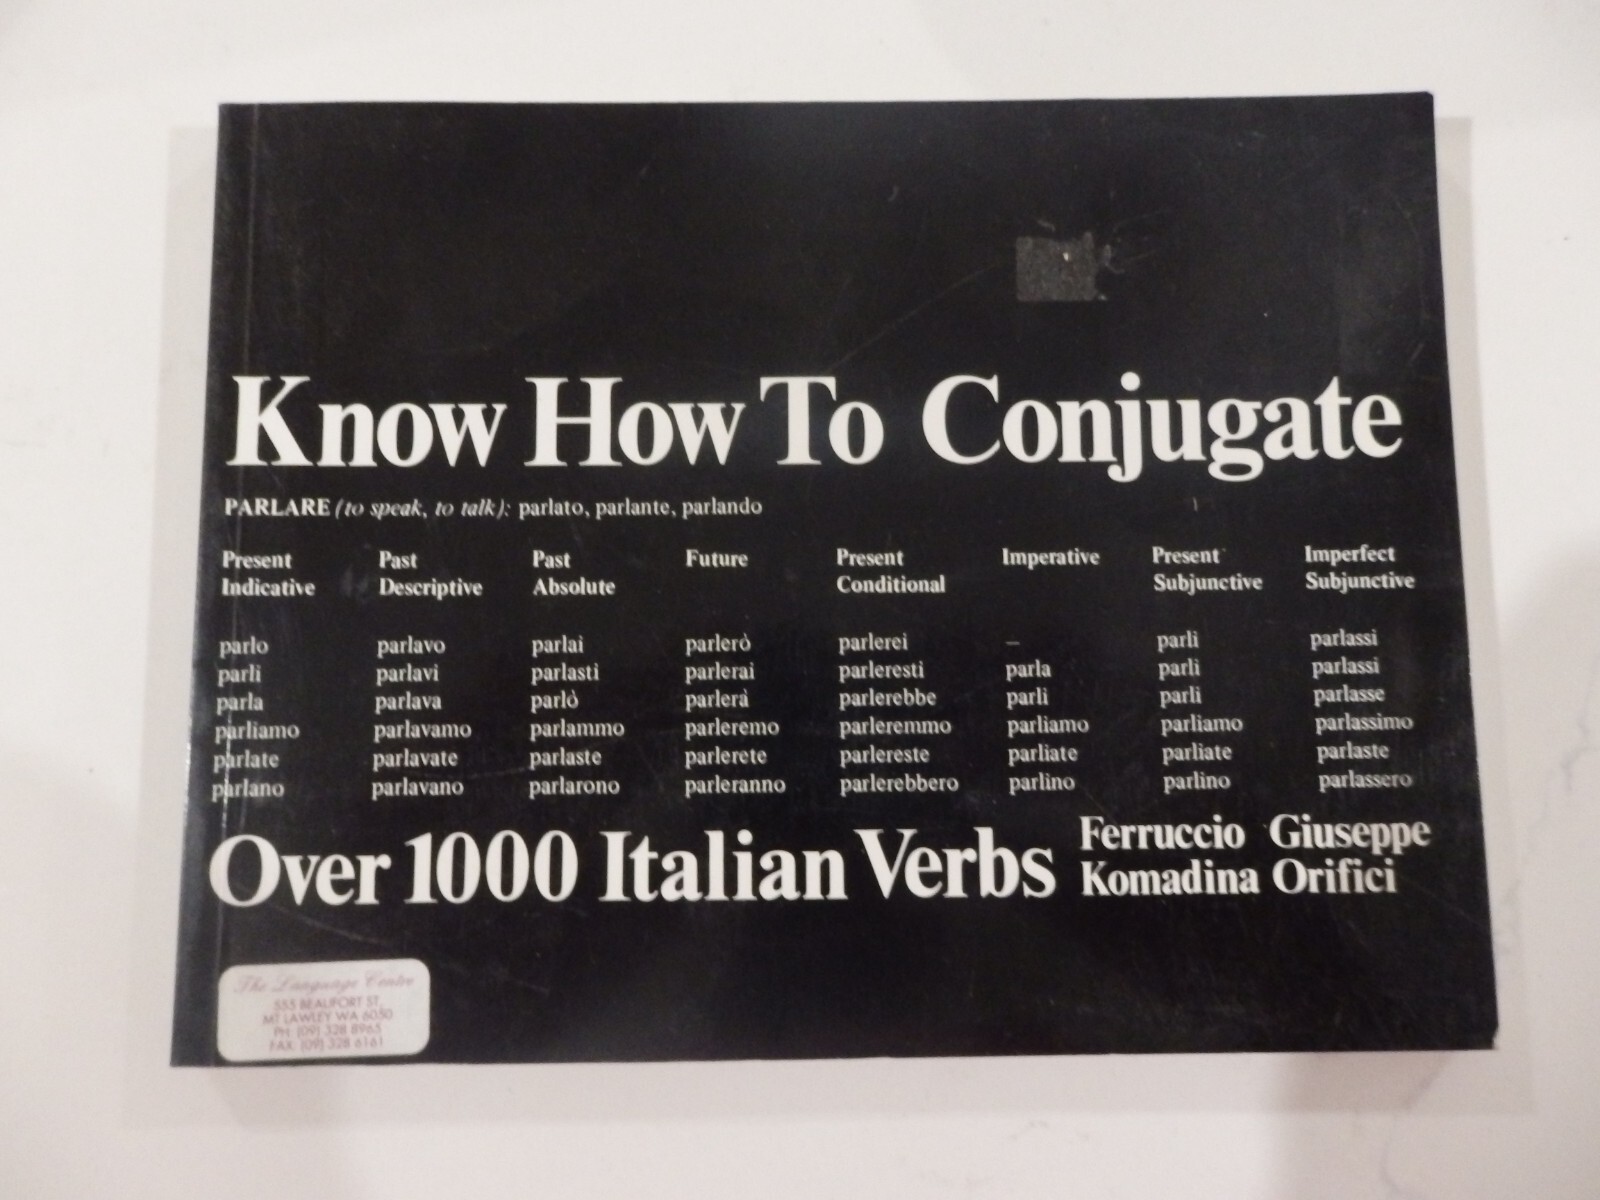 Know How To Conjugate
PARLARE (to speak, to talk): parlato, parlante, parlando
Present Indicative Past Descriptive Past Absolute Future Present Conditional Imperative Present Subjunctive Imperfect Subjunctive
parlo parlavo parlai parlerò parlerei – parli parlassi
parli parlavi parlasti parlerai parleresti parla parli parlassi
parla parlava parlò parlerà parlerebbe parli parli parlasse
parliamo parlavamo parlammo parleremo parleremmo parliamo parliamo parlassimo
parlate parlavate parlaste parlerete parlereste parliate parliate parlaste
parlano parlavano parlarono parleranno parlerebbero parlino parlino parlassero
Over 1000 Italian Verbs
Ferruccio Komadina
Giuseppe Orifici
The Language Centre
555 BEAUFORT ST,
MT LAWLEY WA 6050
PH: (09) 328 8965
FAX: (09) 328 6161